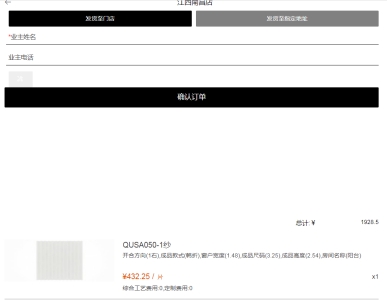 江西南昌店
发货至门店
发货至指定地址
*业主姓名
业主电话
确认订单
总计:¥ 1928.5
QUSA050-1纱
开合方向(1右),成品款式(韩折),窗户宽度(1.48),成品尺码(3.25),成品高度(2.54),房间名称(阳台)
¥432.25 / x1
综合工艺费用:0,定制费用:0